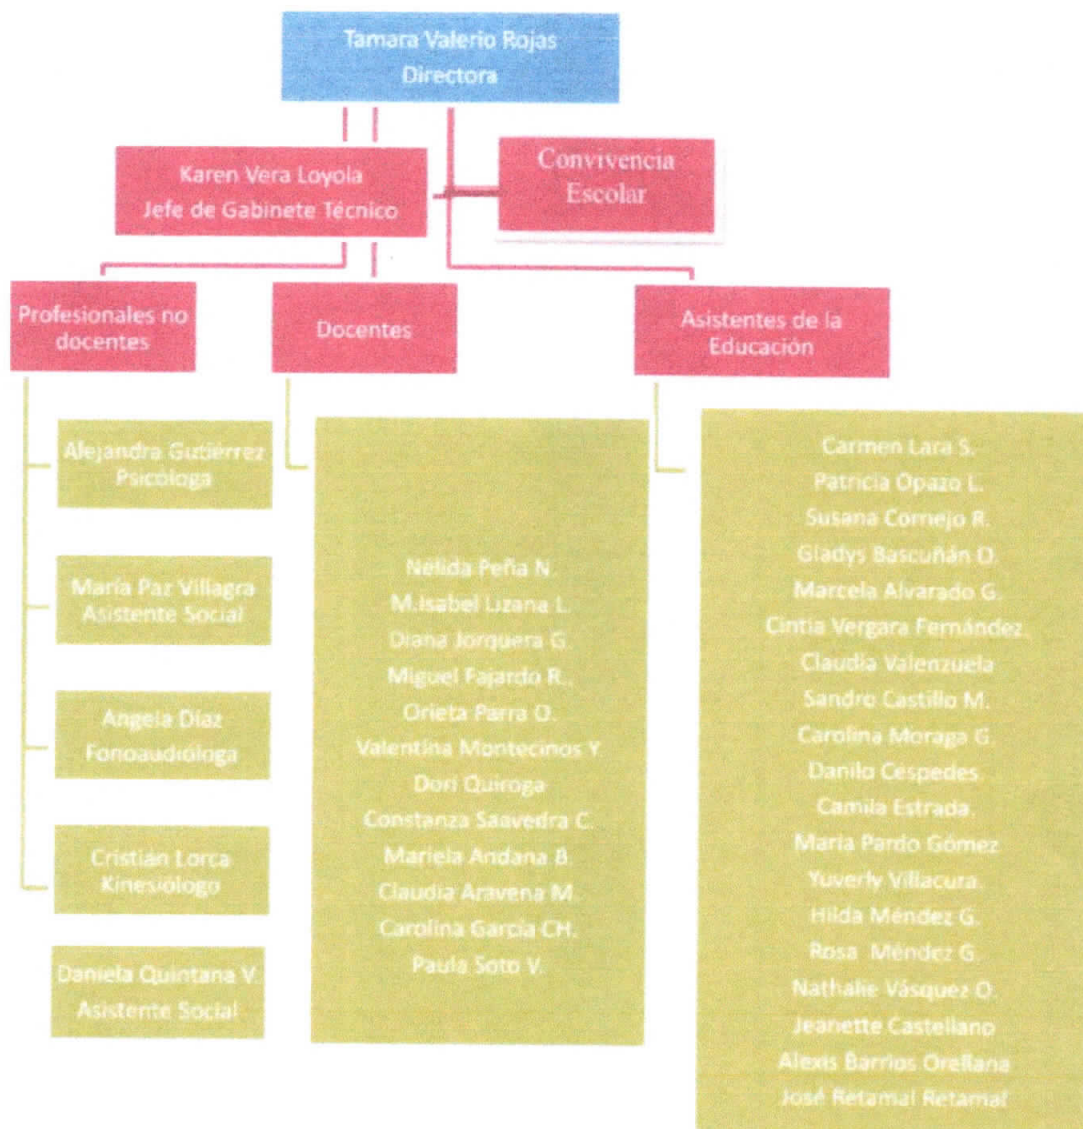 Tamara Valerio Rojas
Directora
Karen Vera Loyola
Jefe de Gabinete Técnico
Convivencia
Escolar
Profesionales no
docentes
Docentes
Asistentes de la
Educación
Alejandra Gutiérrez
Psicóloga
María Paz Villagra
Asistente Social
Angela Díaz
Fonoaudióloga
Cristián Lorca
Kinesiólogo
Daniela Quintana V.
Asistente Social
Nélida Peña N.
M.Isabel Lizana L.
Diana Jorquera G.
Miguel Fajardo R.
Orieta Parra O.
Valentina Montecinos Y
Dori Quiroga
Constanza Saavedra C.
Mariela Andana B.
Claudia Aravena M.
Carolina García CH.
Paula Soto V.
Carmen Lara S.
Patricia Opazo L.
Susana Cornejo R.
Gladys Bascuñán O.
Marcela Alvarado G.
Cintia Vergara Fernández.
Claudia Valenzuela
Sandro Castillo M.
Carolina Moraga G.
Danilo Cespedes.
Camila Estrada.
María Pardo Gómez
Yuverly Villacura.
Hilda Méndez G.
Rosa Méndez G.
Nathalie Vásquez O.
Jeanette Castellano
Alexis Barrios Orellana
José Retamal Retamal